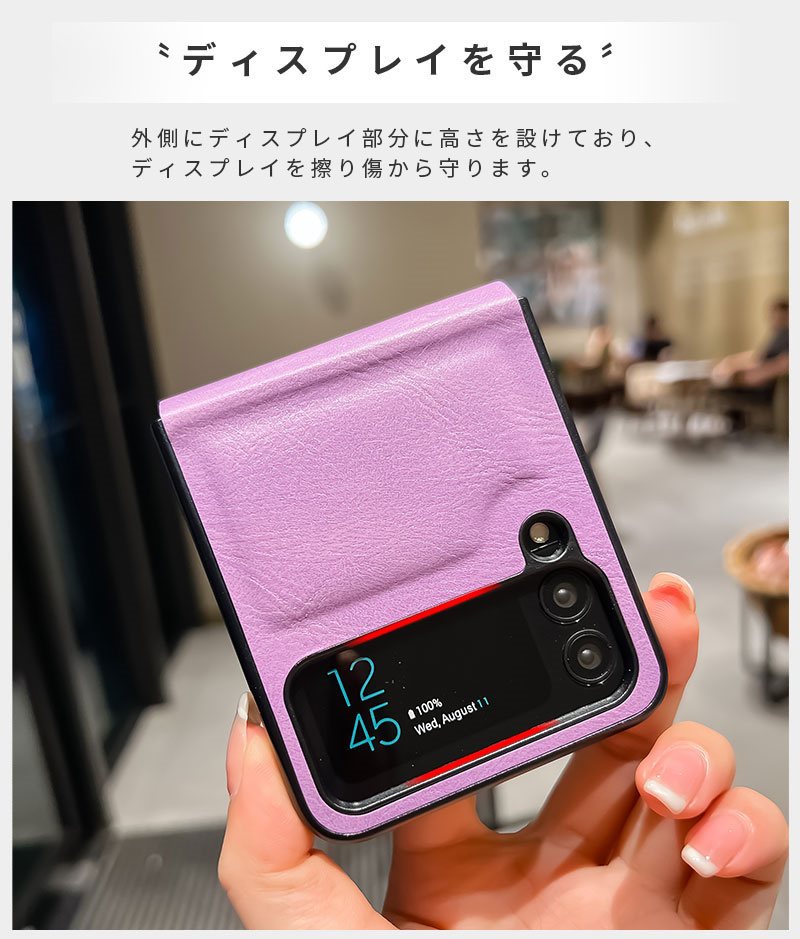 〝ディスプレイを守る〞
外側にディスプレイ部分に高さを設けており、
ディスプレイを擦り傷から守ります。
12
45
100%
Wed, August 11